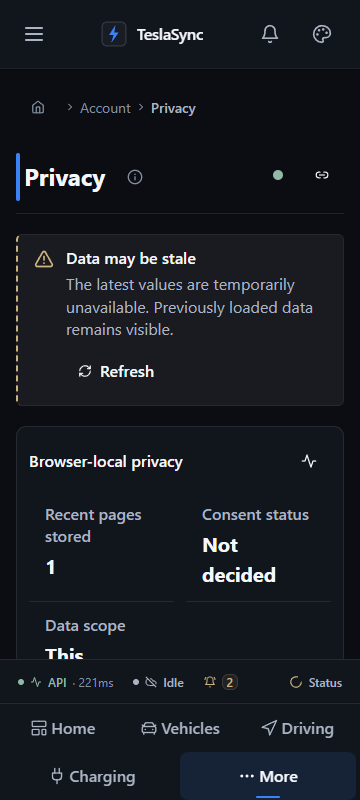 TeslaSync
Account
Privacy
Privacy
Data may be stale
The latest values are temporarily
unavailable. Previously loaded data
remains visible.
Refresh
Browser-local privacy
Recent pages
stored
1
Consent status
Not
decided
Data scope
This
API · 221ms
Idle
2
Status
Home
Vehicles
Driving
Charging
More